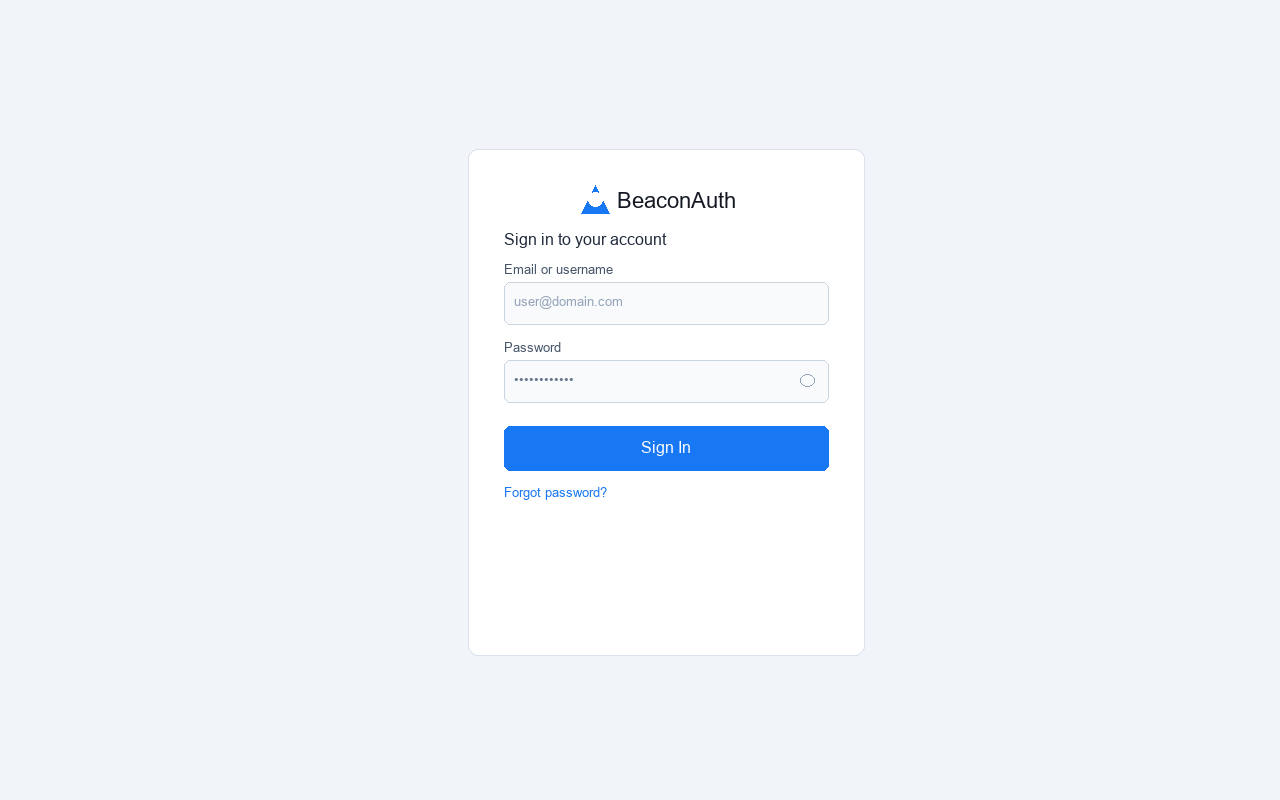 BeaconAuth
Sign in to your account
Email or username
user@domain.com
Password
••••••••••••
Sign In
Forgot password?